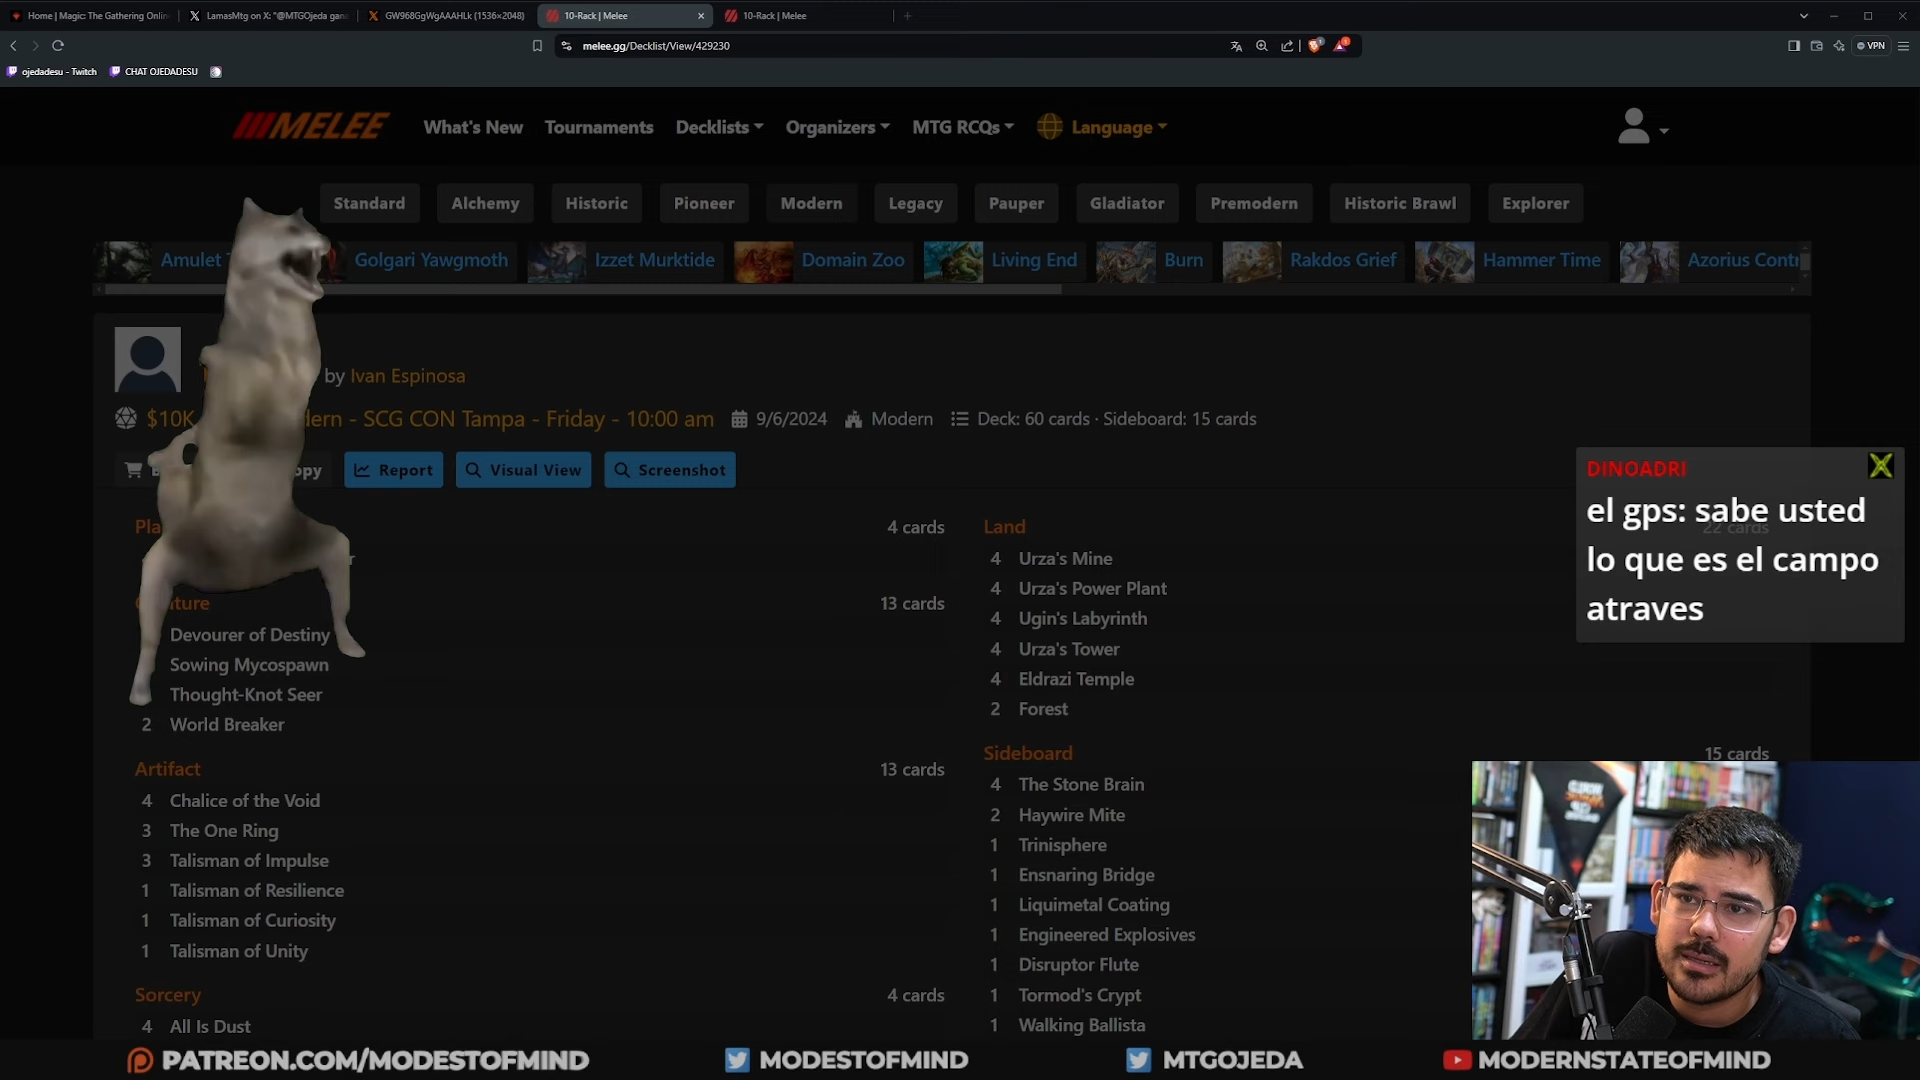 Home | Magic: The Gathering Onlin
LamasMtg on X: "@MTGOjeda gana
GW968GgWgAAAHLk (1536×2048)
10-Rack | Melee
10-Rack | Melee
melee.gg/Decklist/View/429230
VPN
ojedadesu - Twitch
CHAT OJEDADESU
MELEE
What's New
Tournaments
Decklists
Organizers
MTG RCQs
Language
Standard
Alchemy
Historic
Pioneer
Modern
Legacy
Pauper
Gladiator
Premodern
Historic Brawl
Explorer
Amulet
Golgari Yawgmoth
Izzet Murktide
Domain Zoo
Living End
Burn
Rakdos Grief
Hammer Time
Azorius Contr
by Ivan Espinosa
$10K
dern - SCG CON Tampa - Friday - 10:00 am
9/6/2024
Modern
Deck: 60 cards · Sideboard: 15 cards
opy
Report
Visual View
Screenshot
Pla
4 cards
r
ture
13 cards
Devourer of Destiny
Sowing Mycospawn
Thought-Knot Seer
2 World Breaker
Artifact
13 cards
4 Chalice of the Void
3 The One Ring
3 Talisman of Impulse
1 Talisman of Resilience
1 Talisman of Curiosity
1 Talisman of Unity
Sorcery
4 cards
4 All Is Dust
Land
22 cards
4 Urza's Mine
4 Urza's Power Plant
4 Ugin's Labyrinth
4 Urza's Tower
4 Eldrazi Temple
2 Forest
Sideboard
15 cards
4 The Stone Brain
2 Haywire Mite
1 Trinisphere
1 Ensnaring Bridge
1 Liquimetal Coating
1 Engineered Explosives
1 Disruptor Flute
1 Tormod's Crypt
1 Walking Ballista
DINOADRI
el gps: sabe usted
lo que es el campo
atraves
PATREON.COM/MODESTOFMIND
MODESTOFMIND
MTGOJEDA
MODERNSTATEOFMIND